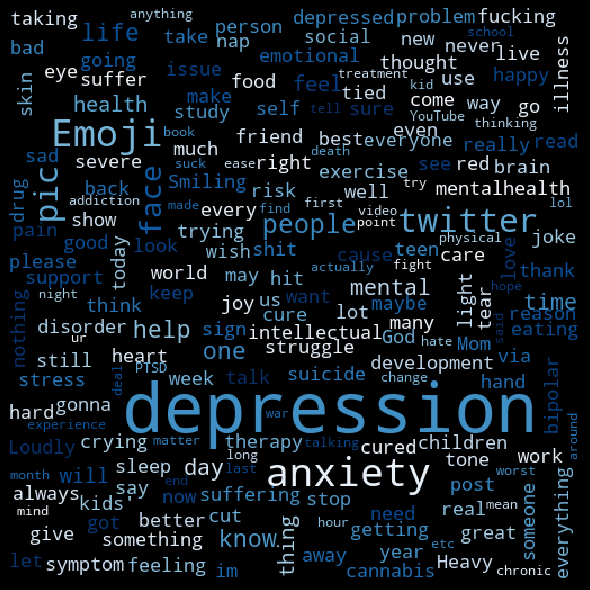 anything
taking
life
take
person
nap
depressed
problem
fucking
bad
going
issue
emotional
social
new
never
school
live
eye
suffer
food
feel
thought
treatment
tied
kid
use
happy
illness
skin
health
make
study
self
tell
sure
come
YouTube
way
go
Emoji
book
much
friend
best
everyone
even
thinking
really
read
sad
severe
suck
ease
right
death
exercise
see
red
brain
pic
face
Smiling
risk
well
try
mentalhealth
drug
back
addiction
made
every
find
first
video
point
people
twitter
lol
pain
show
good
look
trying
wish
shit
cause
teen
physical
care
joke
please
today
world
may
hit
actually
fight
love
thank
support
night
keep
joy
us
want
mental
light
tear
hope
time
nothing
think
cure
lot
maybe
reason
disorder
ur
help
sign
intellectual
God
many
hate
Mom
said
eating
still
heart
PTSD
one
struggle
development
via
stress
deal
week
talk
suicide
change
hand
bipolar
hard
gonna
depression
war
experience
crying
matter
therapy
talking
cured
children
around
Loudly
long
anxiety
tone
work
month
will
sleep
day
last
worst
always
say
end
now
suffering
stop
need
post
real
mean
someone
everything
mind
kids'
got
better
cut
hour
getting
great
give
something
know.
thing
etc
year
let
symptom
feeling
im
away
cannabis
Heavy
chronic